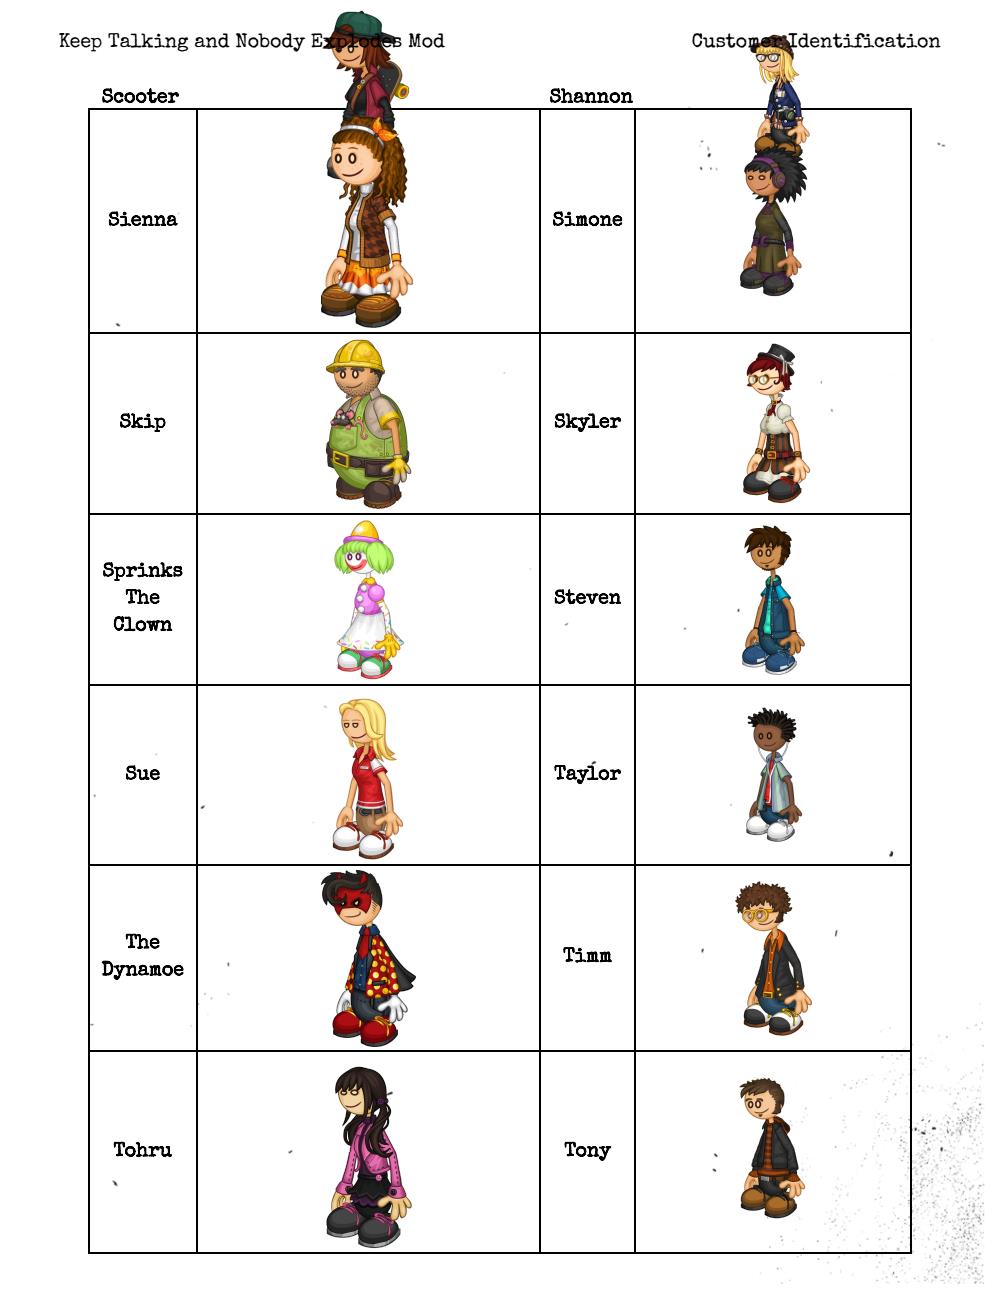 Keep Talking and Nobody Explodes Mod
Customer Identification
Scooter
Shannon
Sienna
Simone
Skip
Skyler
Sprinks
The
Clown
Steven
Sue
Taylor
The
Dynamoe
Timm
Tohru
Tony